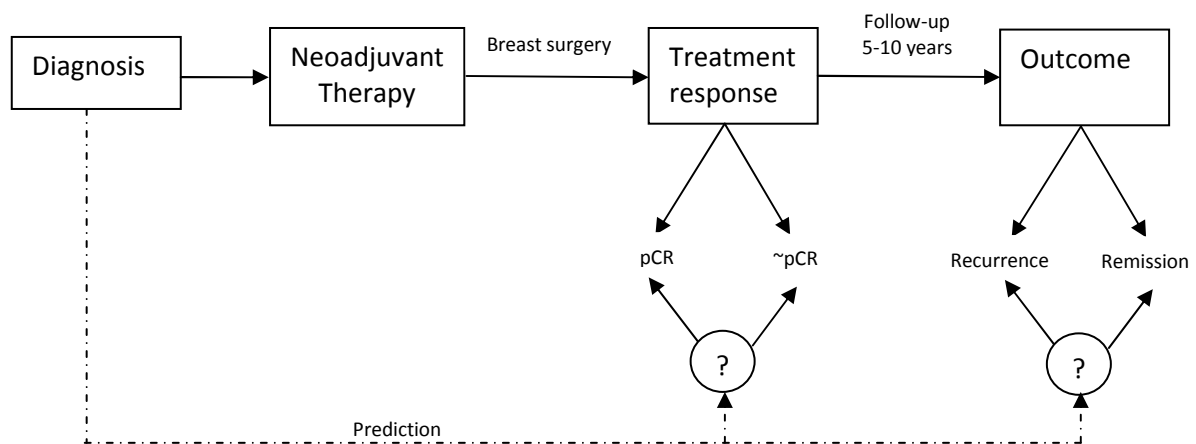 Diagnosis
Neoadjuvant
Therapy
Breast surgery
Treatment
response
Follow-up
5-10 years
Outcome
pCR
~pCR
Recurrence
Remission
?
?
Prediction